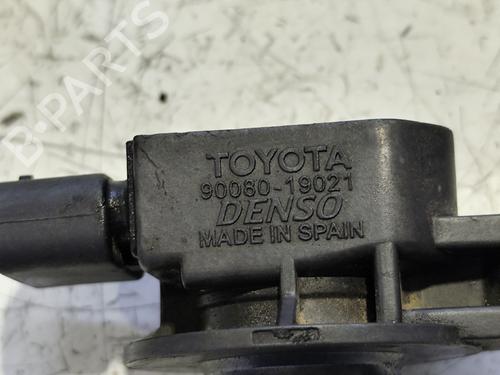 TOYOTA
90080-19021
DENSO
MADE IN SPAIN
B-PARTS